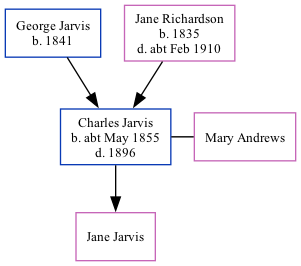 George Jarvis
b. 1841
Jane Richardson
b. 1835
d. abt Feb 1910
Charles Jarvis
b. abt May 1855
d. 1896
Mary Andrews
Jane Jarvis